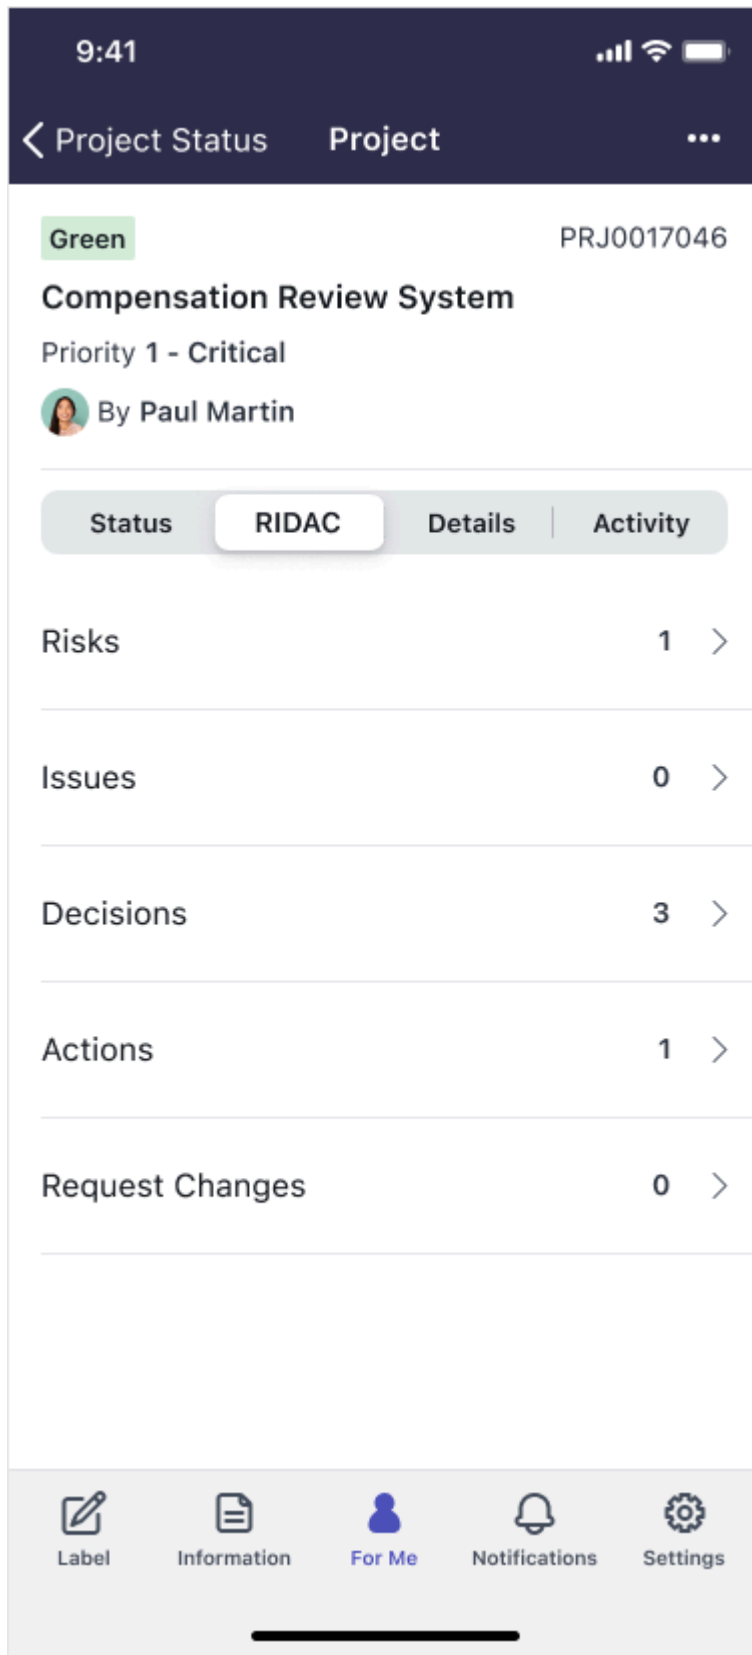 9:41
Project Status Project
Green PRJ0017046
Compensation Review System
Priority 1 - Critical
By Paul Martin
Status RIDAC Details Activity
Risks 1
Issues 0
Decisions 3
Actions 1
Request Changes 0
Label Information For Me Notifications Settings